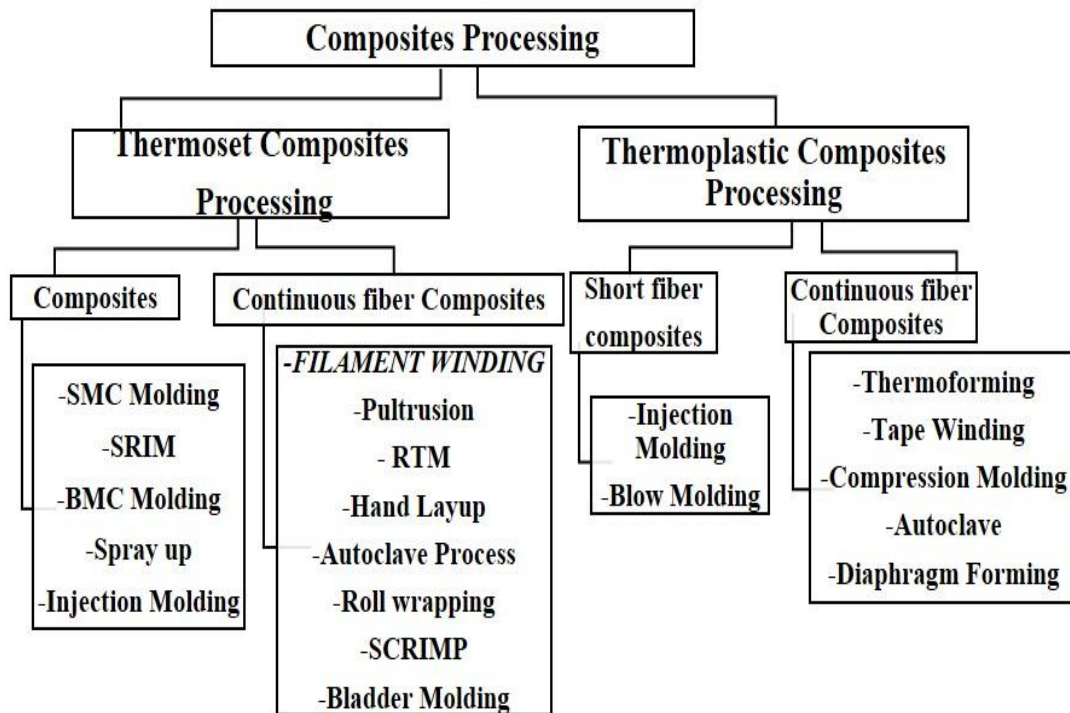 Composites Processing
Thermoset Composites
Processing
Thermoplastic Composites
Processing
Composites
Continuous fiber Composites
Short fiber
composites
Continuous fiber
Composites
-SMC Molding
-SRIM
-BMC Molding
-Spray up
-Injection Molding
-FILAMENT WINDING
-Pultrusion
- RTM
-Hand Layup
-Autoclave Process
-Roll wrapping
-SCRIMP
-Bladder Molding
-Injection
Molding
-Blow Molding
-Thermoforming
-Tape Winding
-Compression Molding
-Autoclave
-Diaphragm Forming